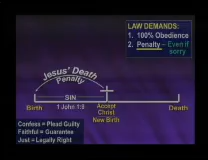 LAW DEMANDS:
1. 100% Obedience
2. Penalty – Even if
sorry
Jesus' Death
Penalty
SIN
Birth
1 John 1:9
Accept
Christ
New Birth
Death
Confess = Plead Guilty
Faithful = Guarantee
Just = Legally Right